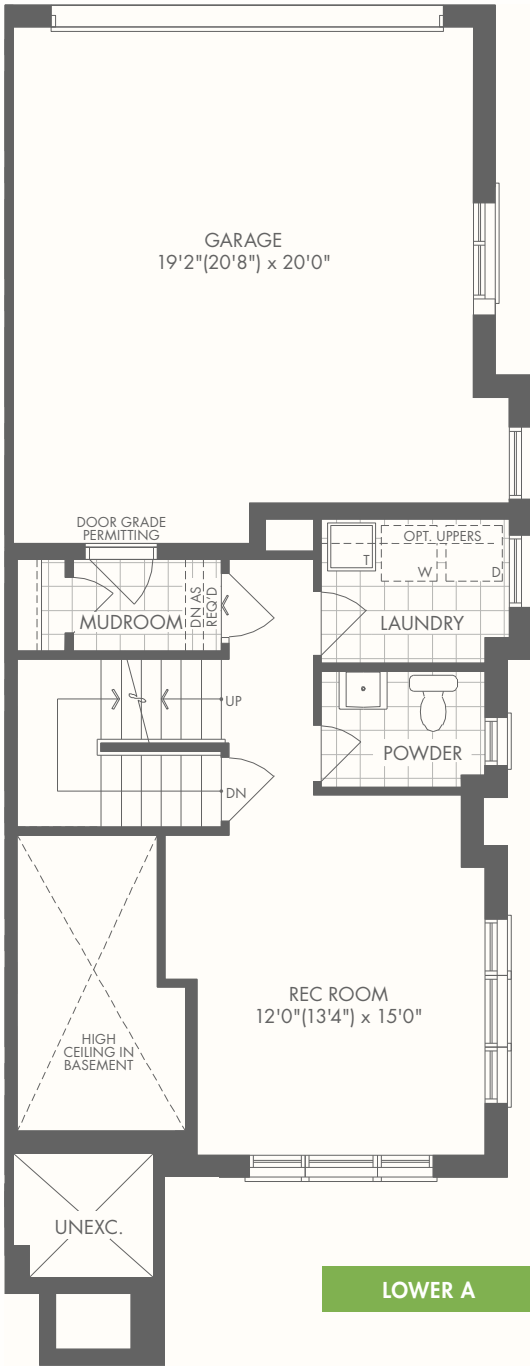 GARAGE
19'2"(20'8") x 20'0"
DOOR GRADE
PERMITTING
OPT. UPPERS
T
W
D
MUDROOM
DN AS
REQ'D
LAUNDRY
UP
POWDER
DN
REC ROOM
12'0"(13'4") x 15'0"
HIGH
CEILING IN
BASEMENT
UNEXC.
LOWER A